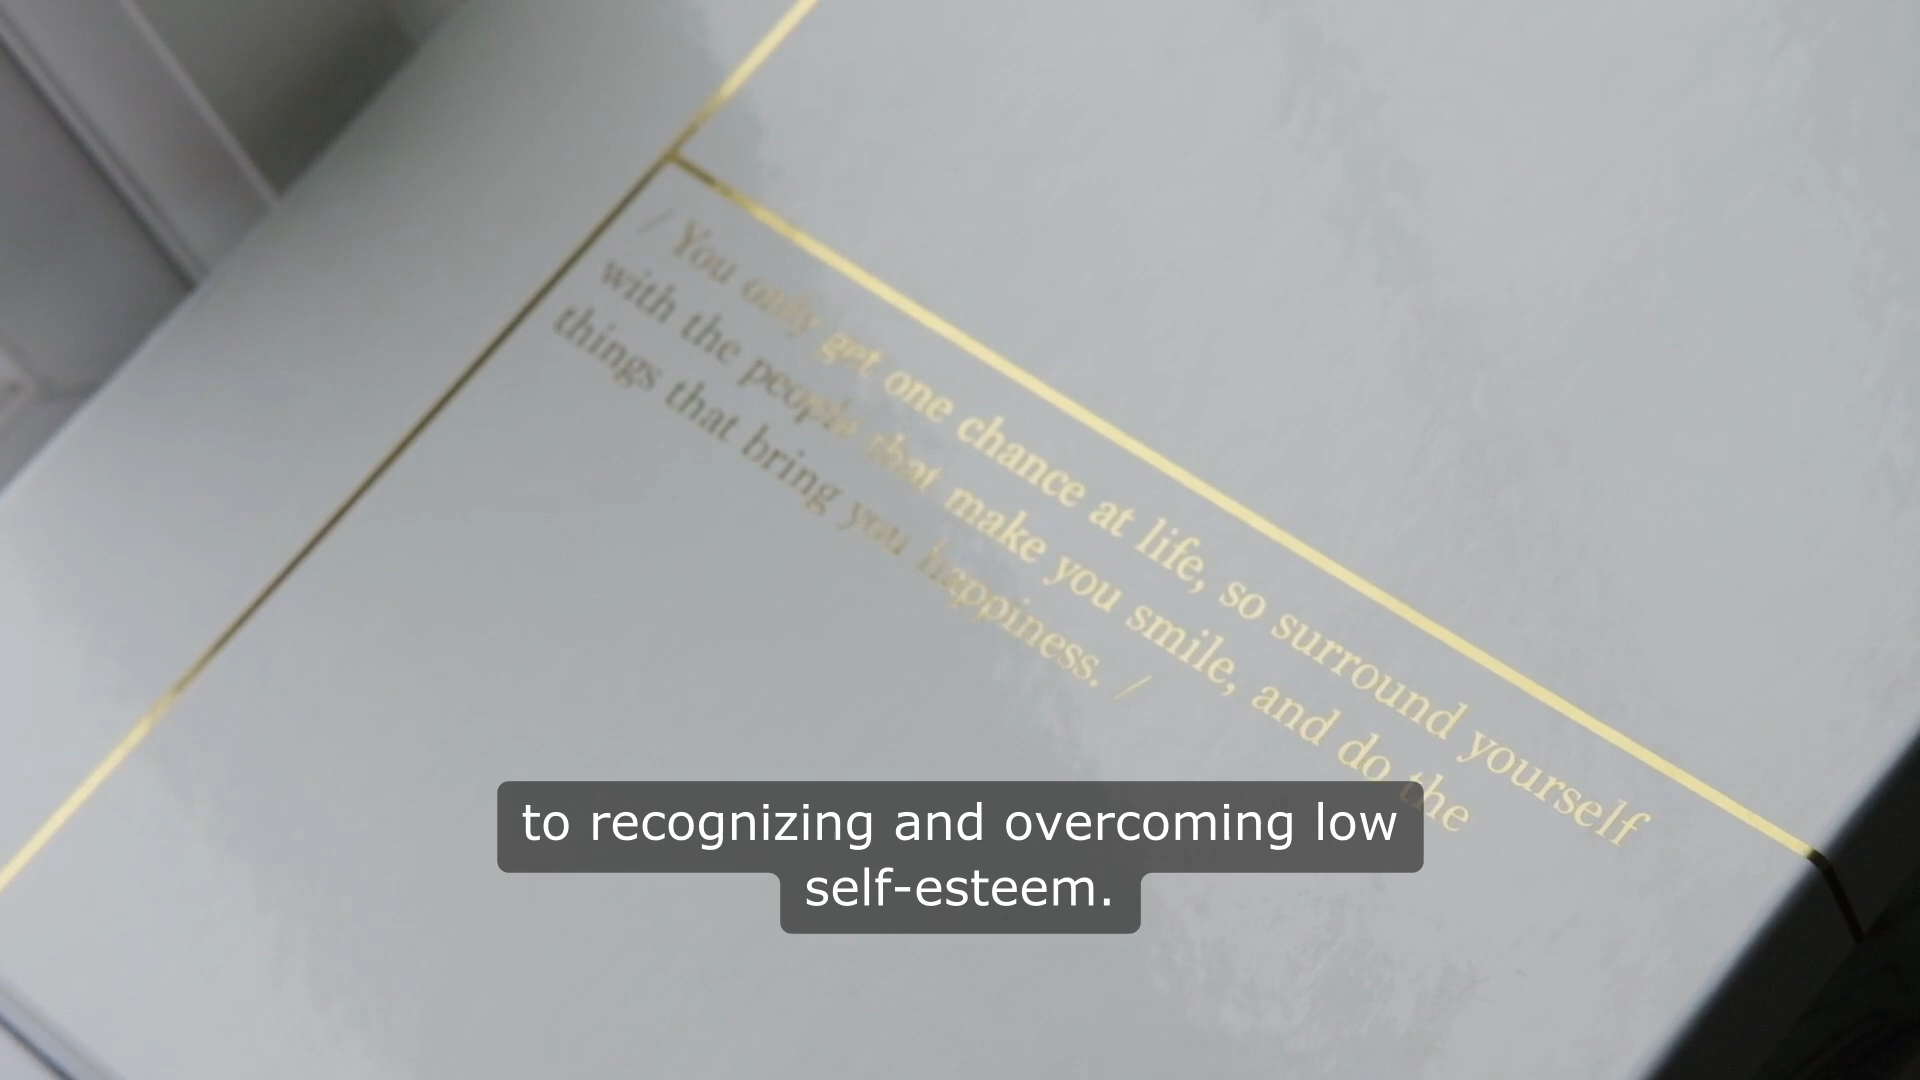 / You only get one chance at life, so surround yourself
with the people that make you smile, and do the
things that bring you happiness. /
to recognizing and overcoming low
self-esteem.